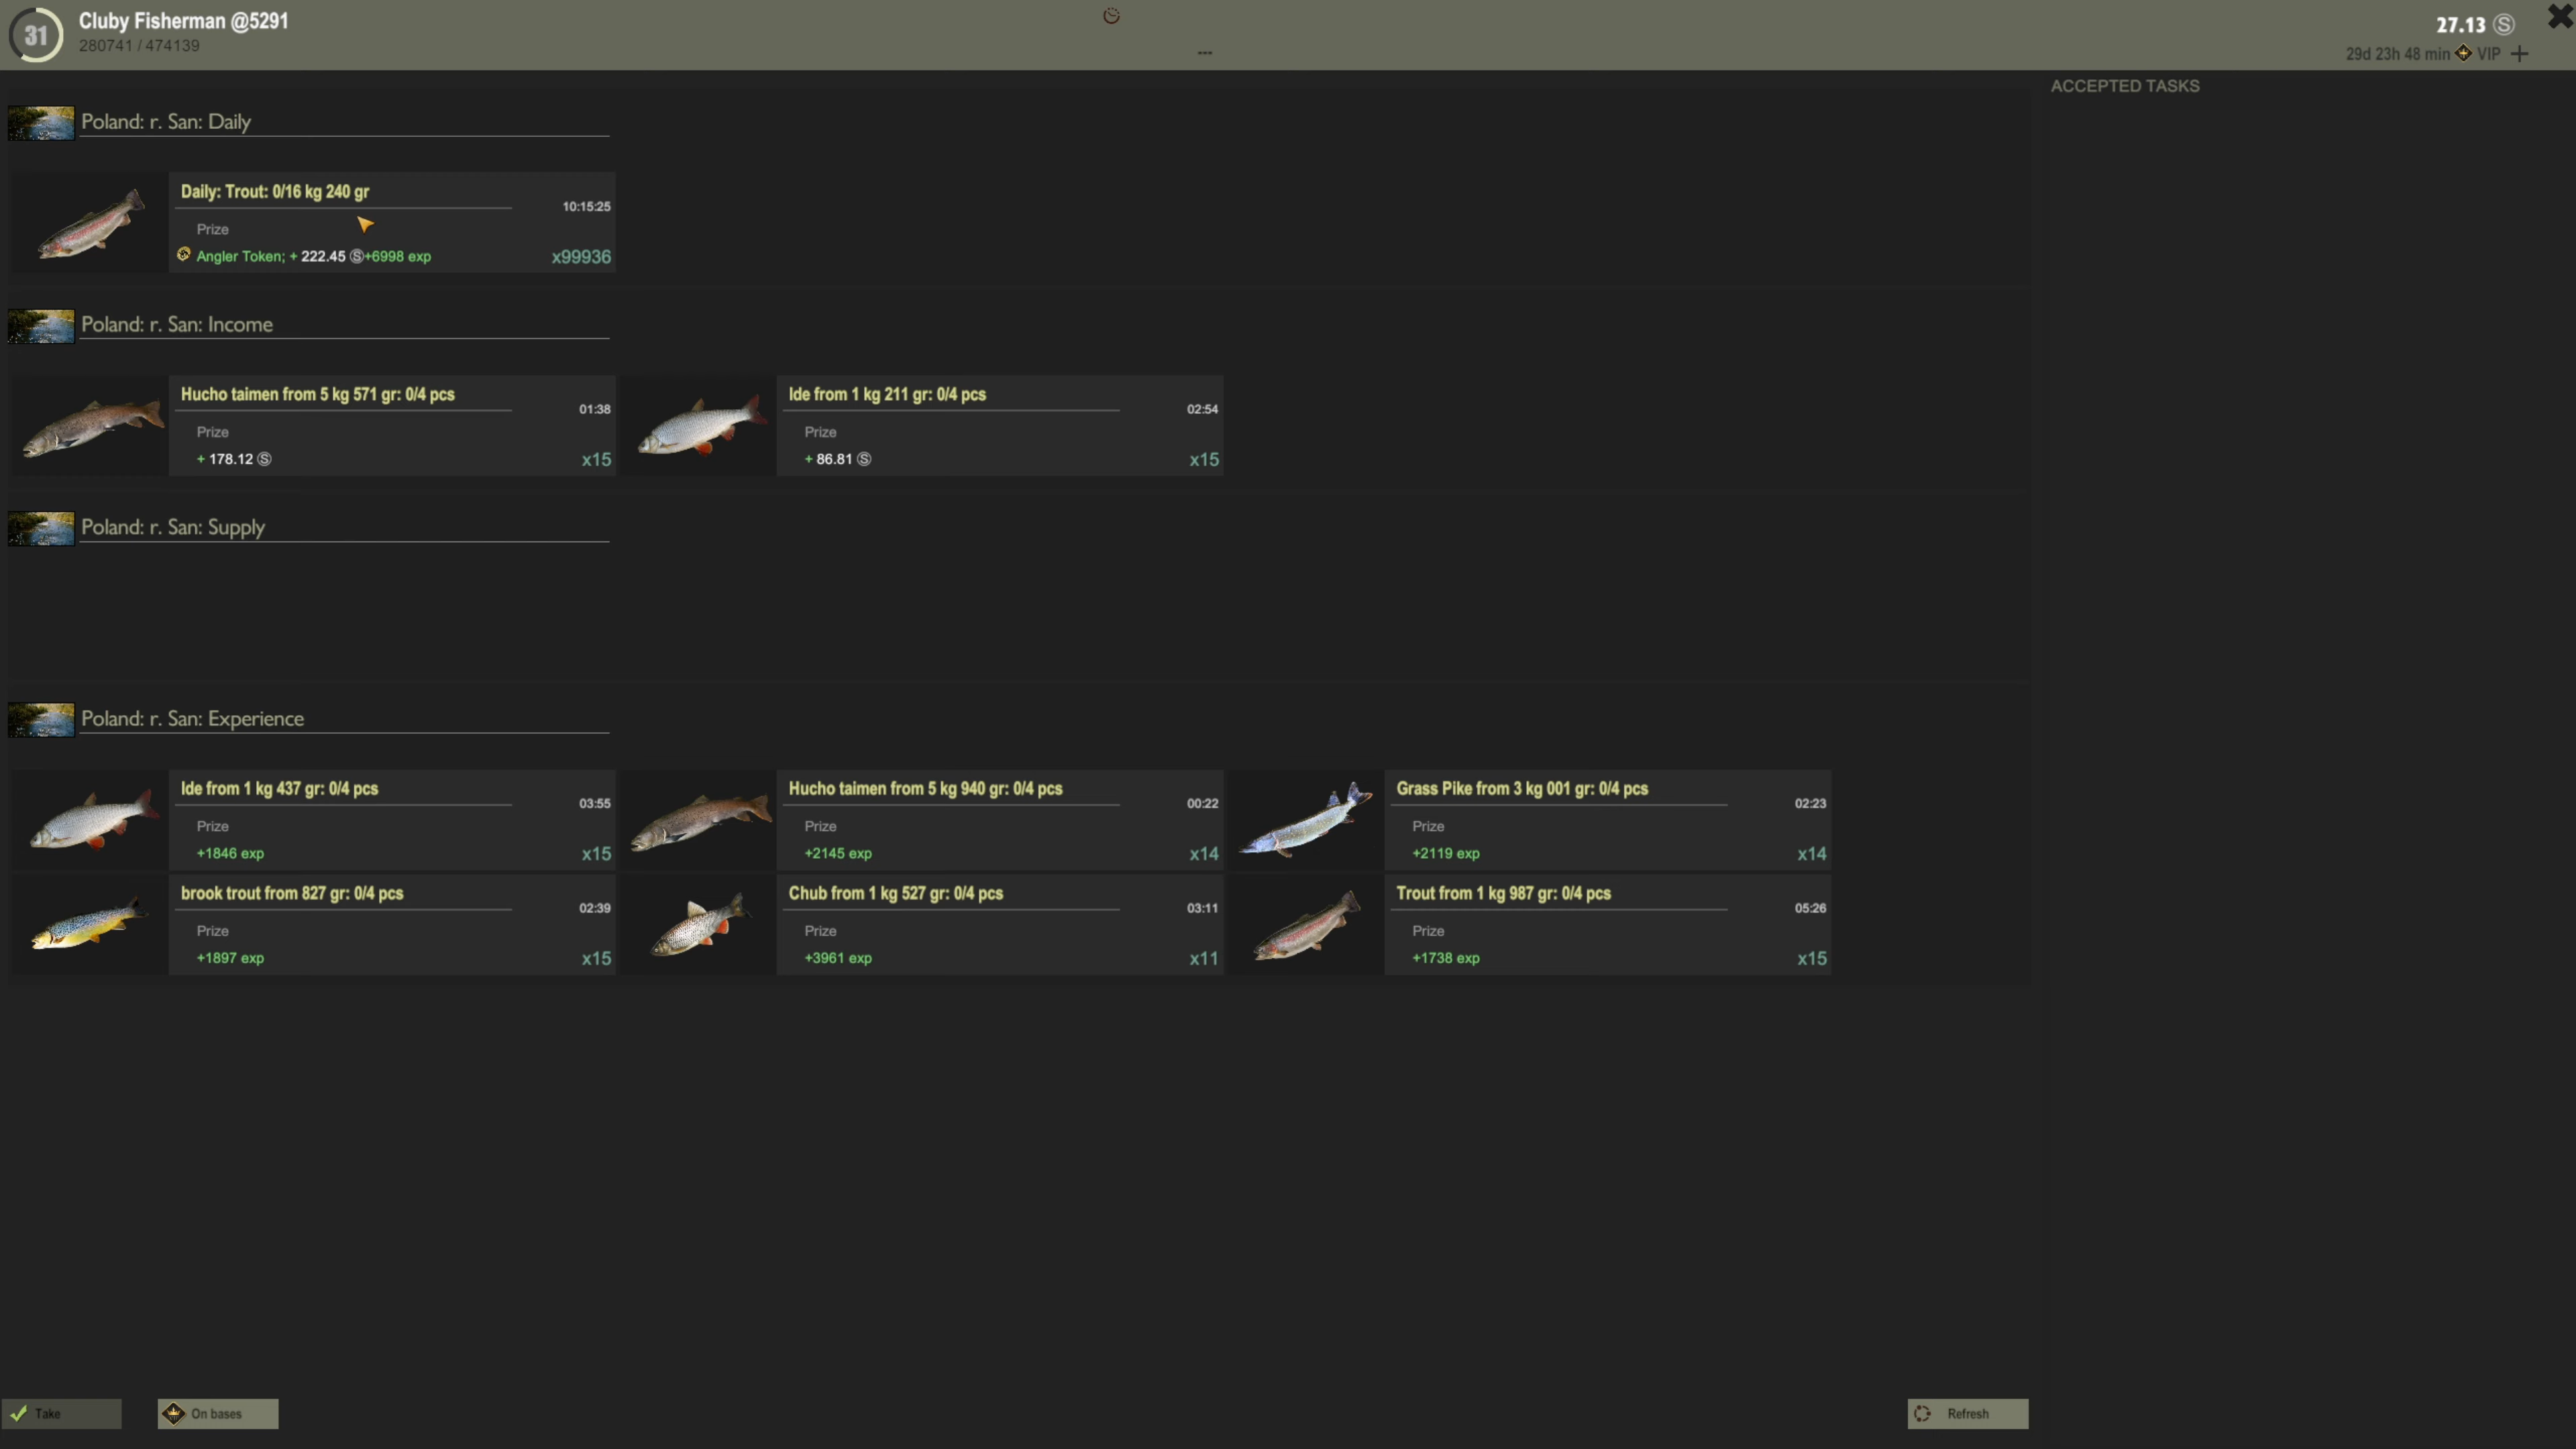 31
Cluby Fisherman @5291
280741 / 474139
---
27.13 S
29d 23h 48 min VIP +
ACCEPTED TASKS
Poland: r. San: Daily
Daily: Trout: 0/16 kg 240 gr
10:15:25
Prize
Angler Token; + 222.45 S+6998 exp
x99936
Poland: r. San: Income
Hucho taimen from 5 kg 571 gr: 0/4 pcs
01:38
Prize
+ 178.12 S
x15
Ide from 1 kg 211 gr: 0/4 pcs
02:54
Prize
+ 86.81 S
x15
Poland: r. San: Supply
Poland: r. San: Experience
Ide from 1 kg 437 gr: 0/4 pcs
03:55
Prize
+1846 exp
x15
Hucho taimen from 5 kg 940 gr: 0/4 pcs
00:22
Prize
+2145 exp
x14
Grass Pike from 3 kg 001 gr: 0/4 pcs
02:23
Prize
+2119 exp
x14
brook trout from 827 gr: 0/4 pcs
02:39
Prize
+1897 exp
x15
Chub from 1 kg 527 gr: 0/4 pcs
03:11
Prize
+3961 exp
x11
Trout from 1 kg 987 gr: 0/4 pcs
05:26
Prize
+1738 exp
x15
Take
On bases
Refresh